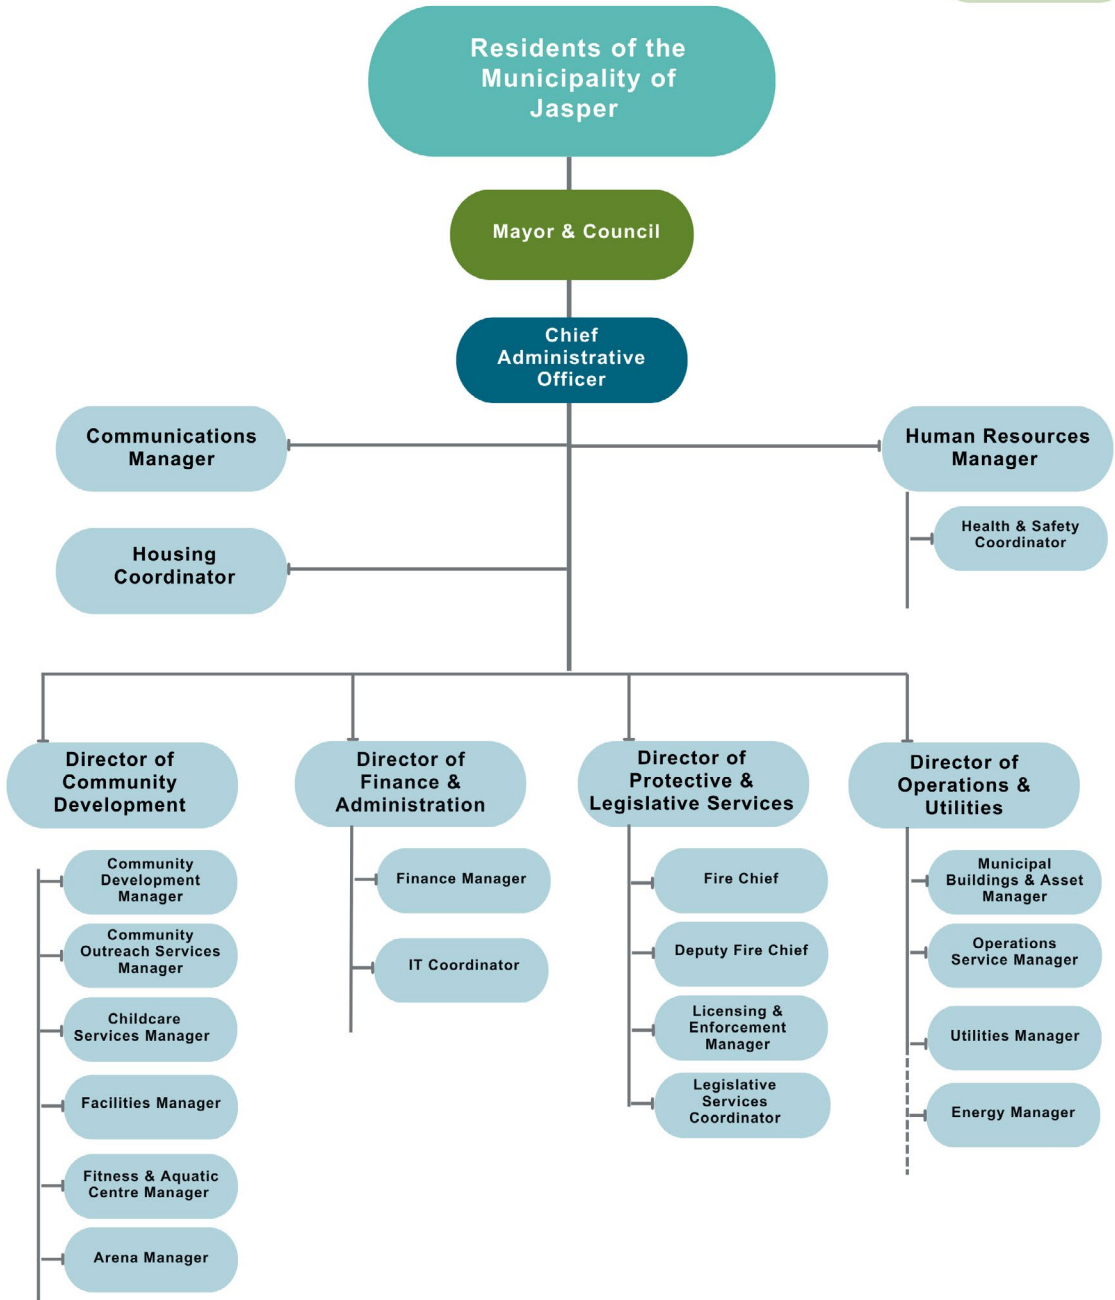 Residents of the
Municipality of
Jasper
Mayor & Council
Chief
Administrative
Officer
Communications
Manager
Human Resources
Manager
Health & Safety
Coordinator
Housing
Coordinator
Director of
Community
Development
Community
Development
Manager
Community
Outreach Services
Manager
Childcare
Services Manager
Facilities Manager
Fitness & Aquatic
Centre Manager
Arena Manager
Director of
Finance &
Administration
Finance Manager
IT Coordinator
Director of
Protective &
Legislative Services
Fire Chief
Deputy Fire Chief
Licensing &
Enforcement
Manager
Legislative
Services
Coordinator
Director of
Operations &
Utilities
Municipal
Buildings & Asset
Manager
Operations
Service Manager
Utilities Manager
Energy Manager